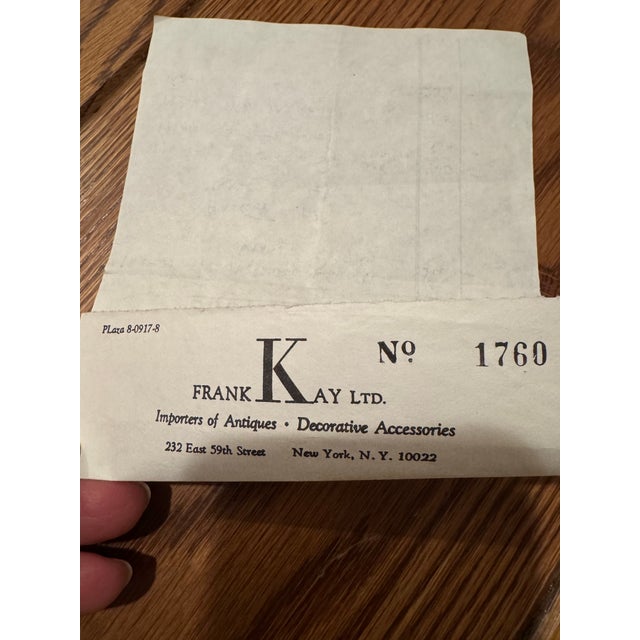 PLaza 8-0917-8
No 1760
FRANK KAY LTD.
Importers of Antiques · Decorative Accessories
232 East 59th Street New York, N. Y. 10022